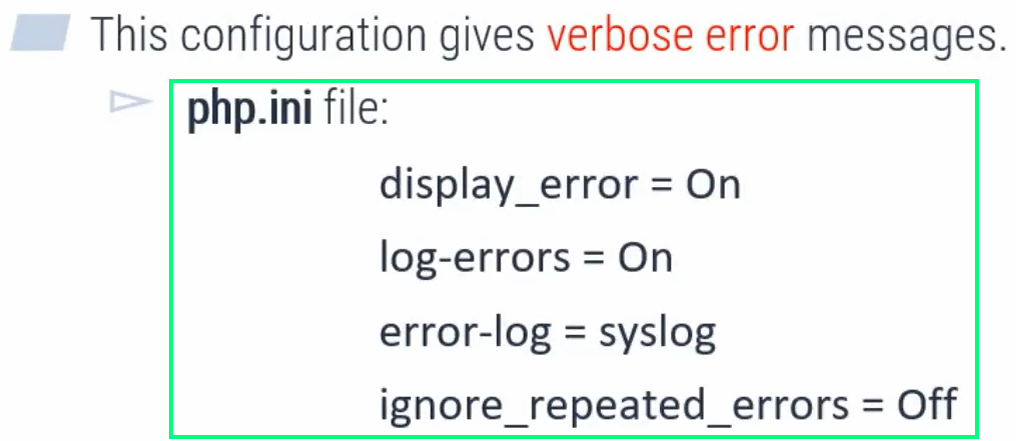 This configuration gives verbose error messages.
php.ini file:
display_error = On
log-errors = On
error-log = syslog
ignore_repeated_errors = Off